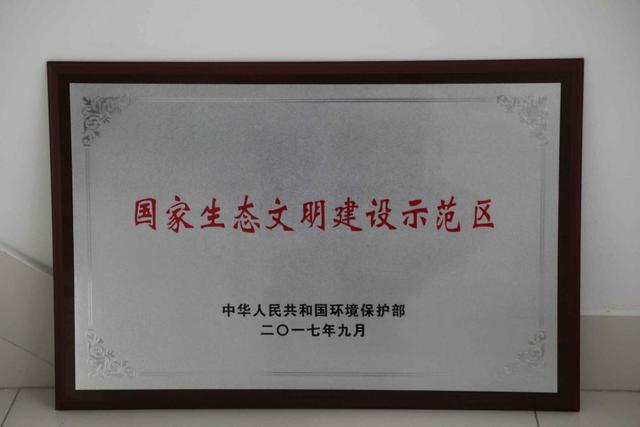 国家生态文明建设示范区
中华人民共和国环境保护部
二〇一七年九月